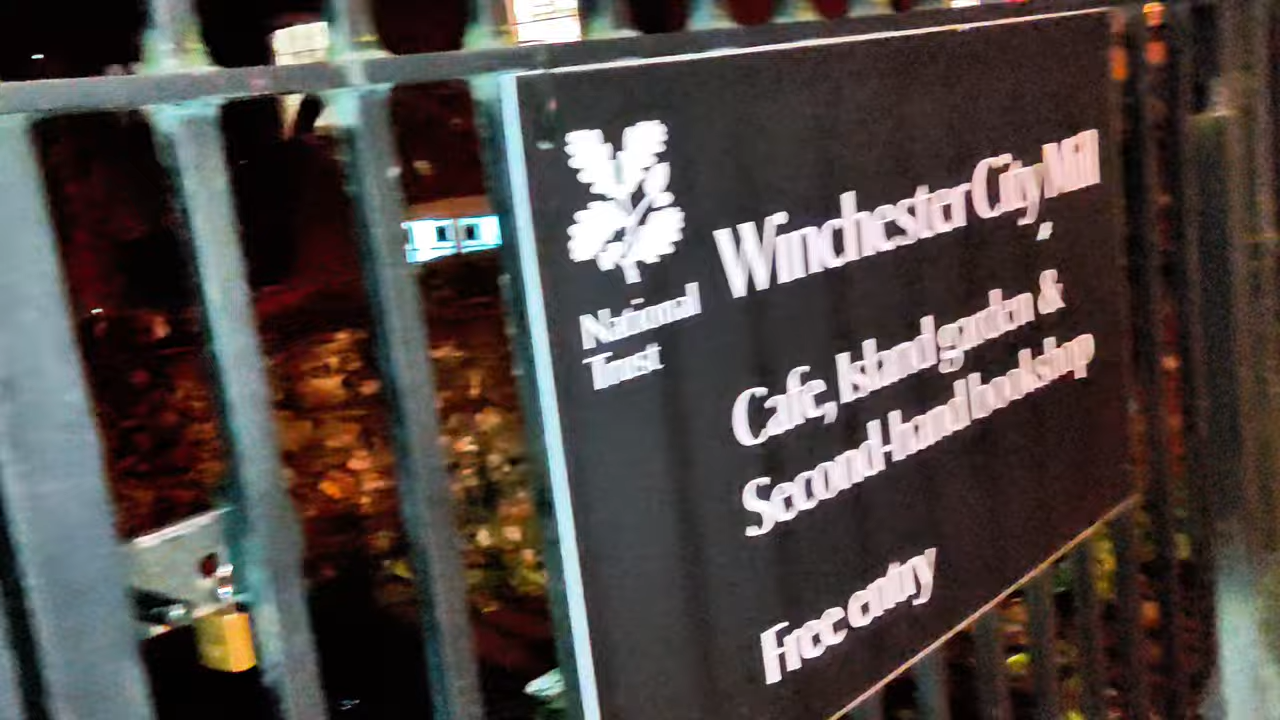 National
Trust
Winchester City Mill
Cafe, Island garden &
Second-hand bookshop
Free entry